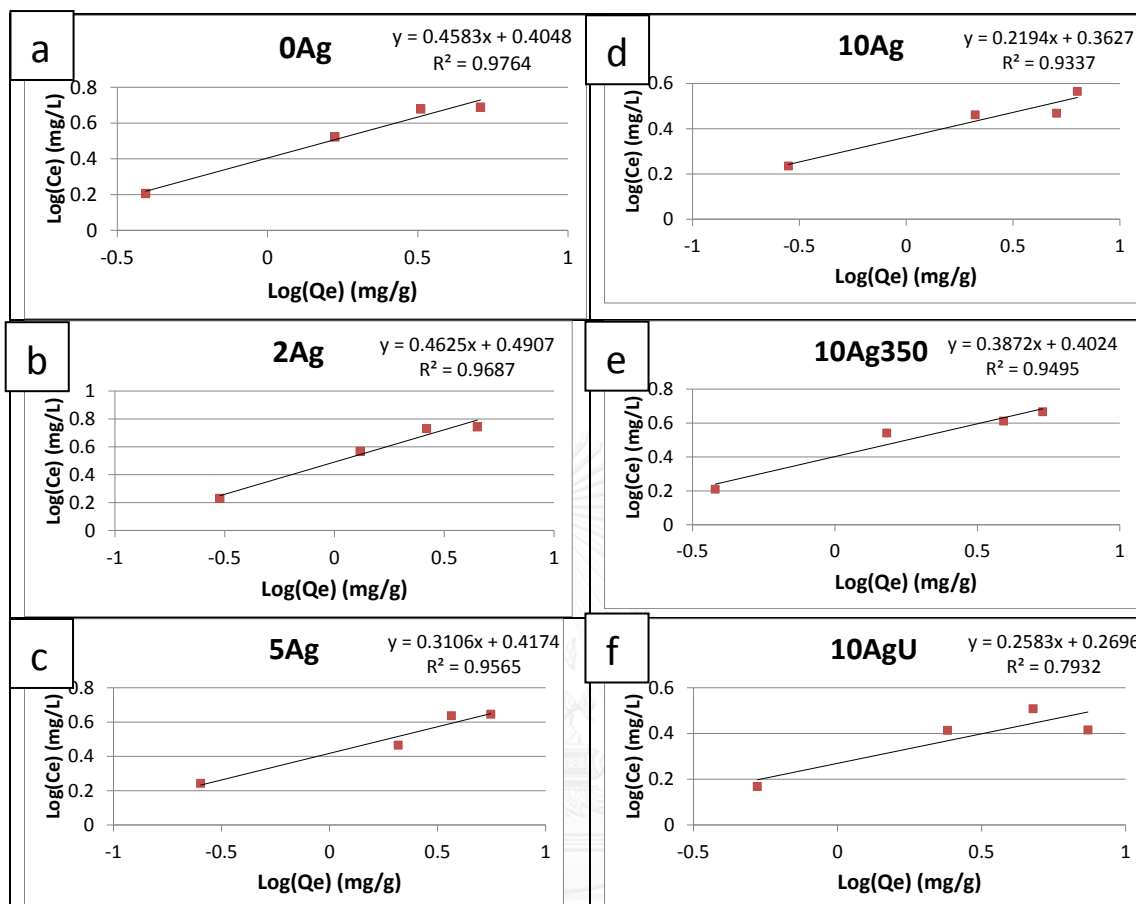 a
0Ag
y = 0.4583x + 0.4048
R² = 0.9764
Log(Ce) (mg/L)
0.8
0.6
0.4
0.2
0
-0.5
0
0.5
1
Log(Qe) (mg/g)
d
10Ag
y = 0.2194x + 0.3627
R² = 0.9337
Log(Ce) (mg/L)
0.6
0.4
0.2
0
-1
-0.5
0
0.5
1
Log(Qe) (mg/g)
b
2Ag
y = 0.4625x + 0.4907
R² = 0.9687
Log(Ce) (mg/L)
1
0.8
0.6
0.4
0.2
0
-1
-0.5
0
0.5
1
Log(Qe) (mg/g)
e
10Ag350
y = 0.3872x + 0.4024
R² = 0.9495
Log(Ce) (mg/L)
0.8
0.6
0.4
0.2
0
-0.5
0
0.5
1
Log(Qe) (mg/g)
c
5Ag
y = 0.3106x + 0.4174
R² = 0.9565
Log(Ce) (mg/L)
0.8
0.6
0.4
0.2
0
-1
-0.5
0
0.5
1
Log(Qe) (mg/g)
f
10AgU
y = 0.2583x + 0.2696
R² = 0.7932
Log(Ce) (mg/L)
0.6
0.4
0.2
0
-0.5
0
0.5
1
Log(Qe) (mg/g)